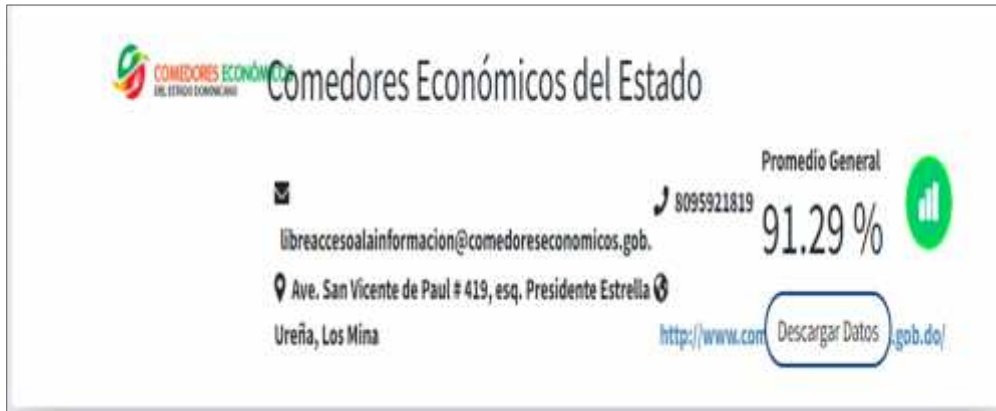 COMEDORES ECONÓMICOS
DEL ESTADO DOMINICANO
Comedores Económicos del Estado
Promedio General
8095921819
91.29 %
libreaccesoalainformacion@comedoreseconomicos.gob.
Ave. San Vicente de Paul # 419, esq. Presidente Estrella
Ureña, Los Mina
http://www.com
Descargar Datos
.gob.do/